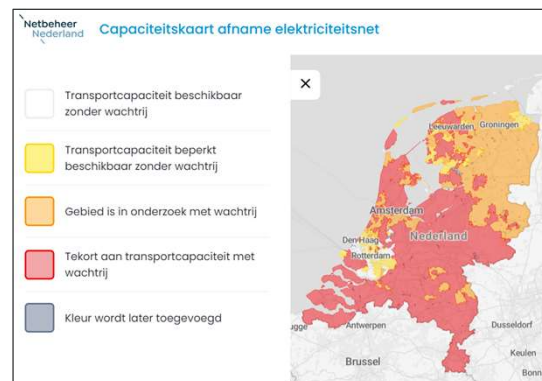 Netbeheer
Nederland
Capaciteitskaart afname elektriciteitsnet
Transportcapaciteit beschikbaar
zonder wachtrij
Transportcapaciteit beperkt
beschikbaar zonder wachtrij
Gebied is in onderzoek met wachtrij
Tekort aan transportcapaciteit met
wachtrij
Kleur wordt later toegevoegd
×
Leeuwarden
Groningen
Amsterdam
Den Haag
Nederland
Rotterdam
ugge
Antwerpen
Dusseldorf
Brussel
Keulen
Bonn